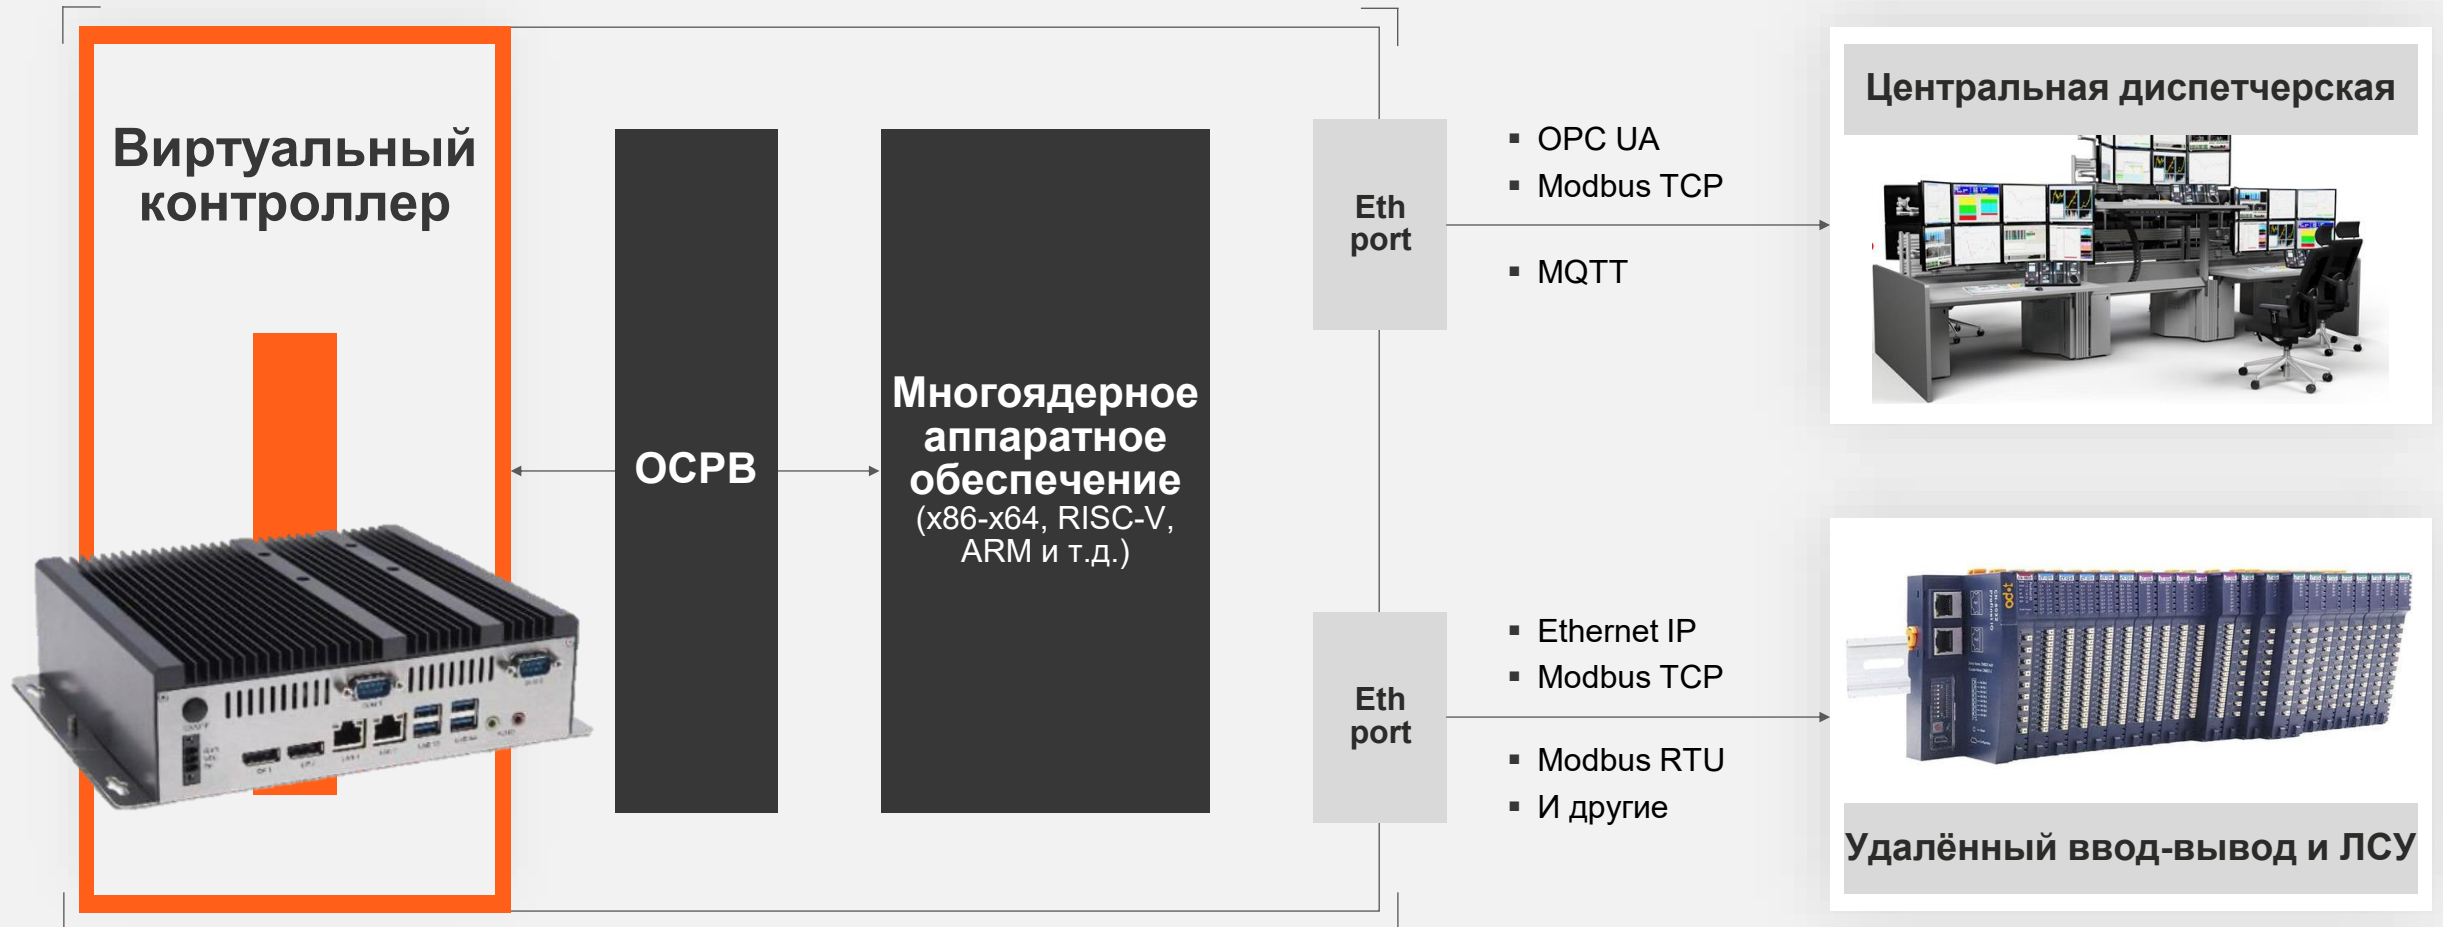 Виртуальный
контроллер
ОСРВ
Многоядерное
аппаратное
обеспечение
(x86-x64, RISC-V,
ARM и т.д.)
Eth
port
▪ OPC UA
▪ Modbus TCP
▪ MQTT
Центральная диспетчерская
Eth
port
▪ Ethernet IP
▪ Modbus TCP
▪ Modbus RTU
▪ И другие
Удалённый ввод-вывод и ЛСУ